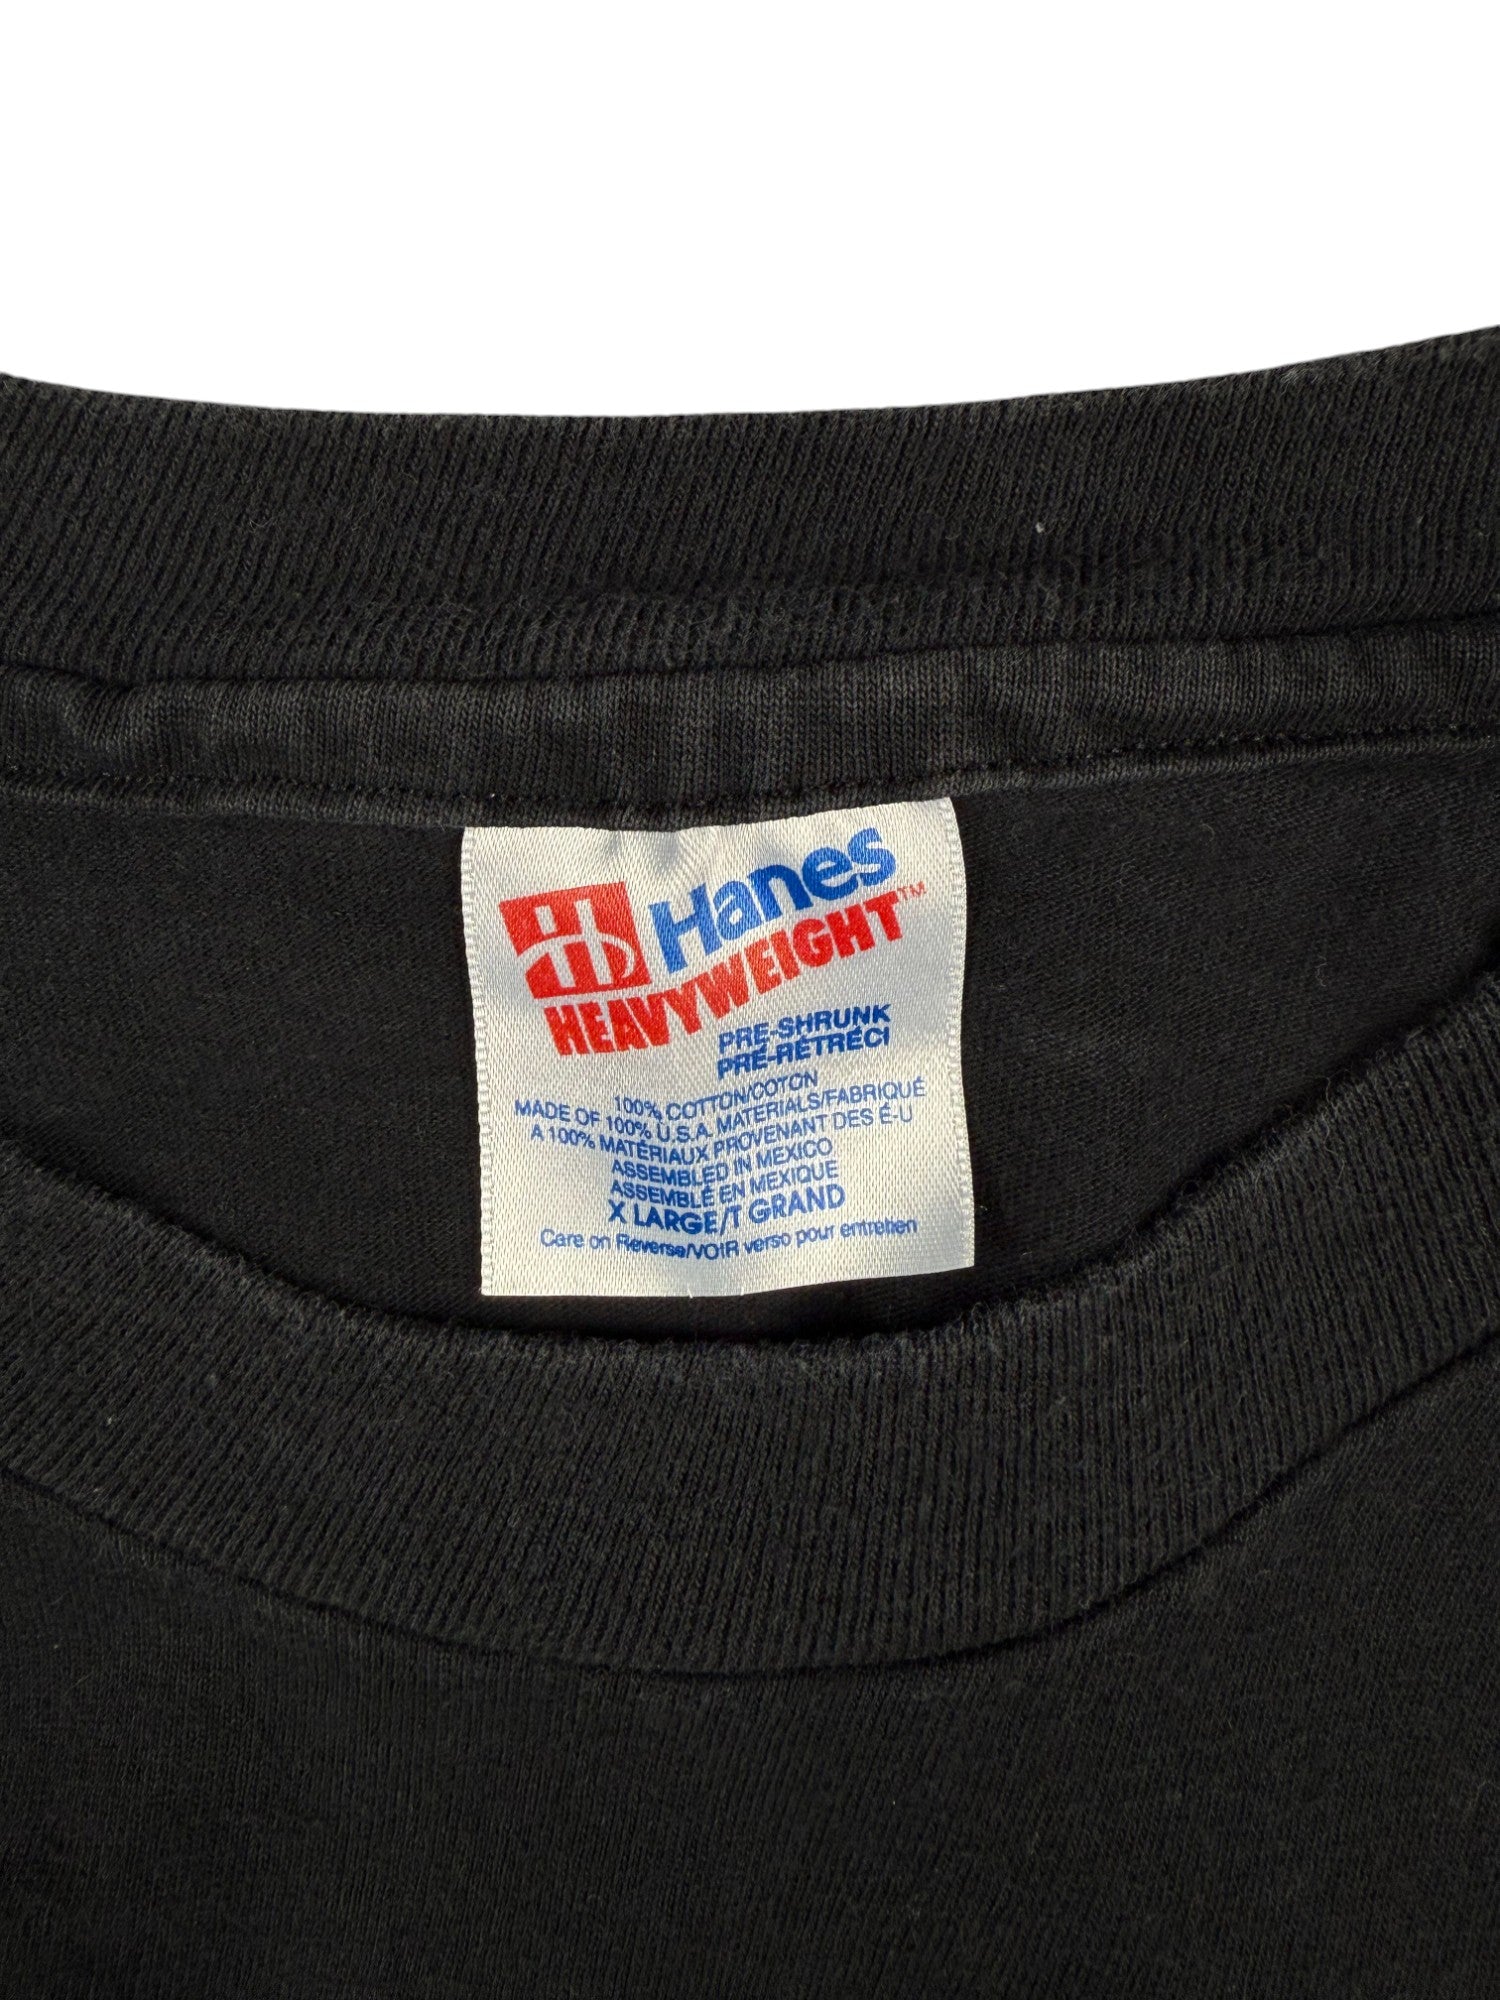 Hanes
HEAVYWEIGHT™
PRE-SHRUNK
PRÉ-RÉTRÉCI
100% COTTON/COTON
MADE OF 100% U.S.A. MATERIALS/FABRIQUÉ
A 100% MATÉRIAUX PROVENANT DES É-U
ASSEMBLED IN MEXICO
ASSEMBLÉ EN MEXIQUE
X LARGE/T GRAND
Care on Reverse/VOIR verso pour entretien